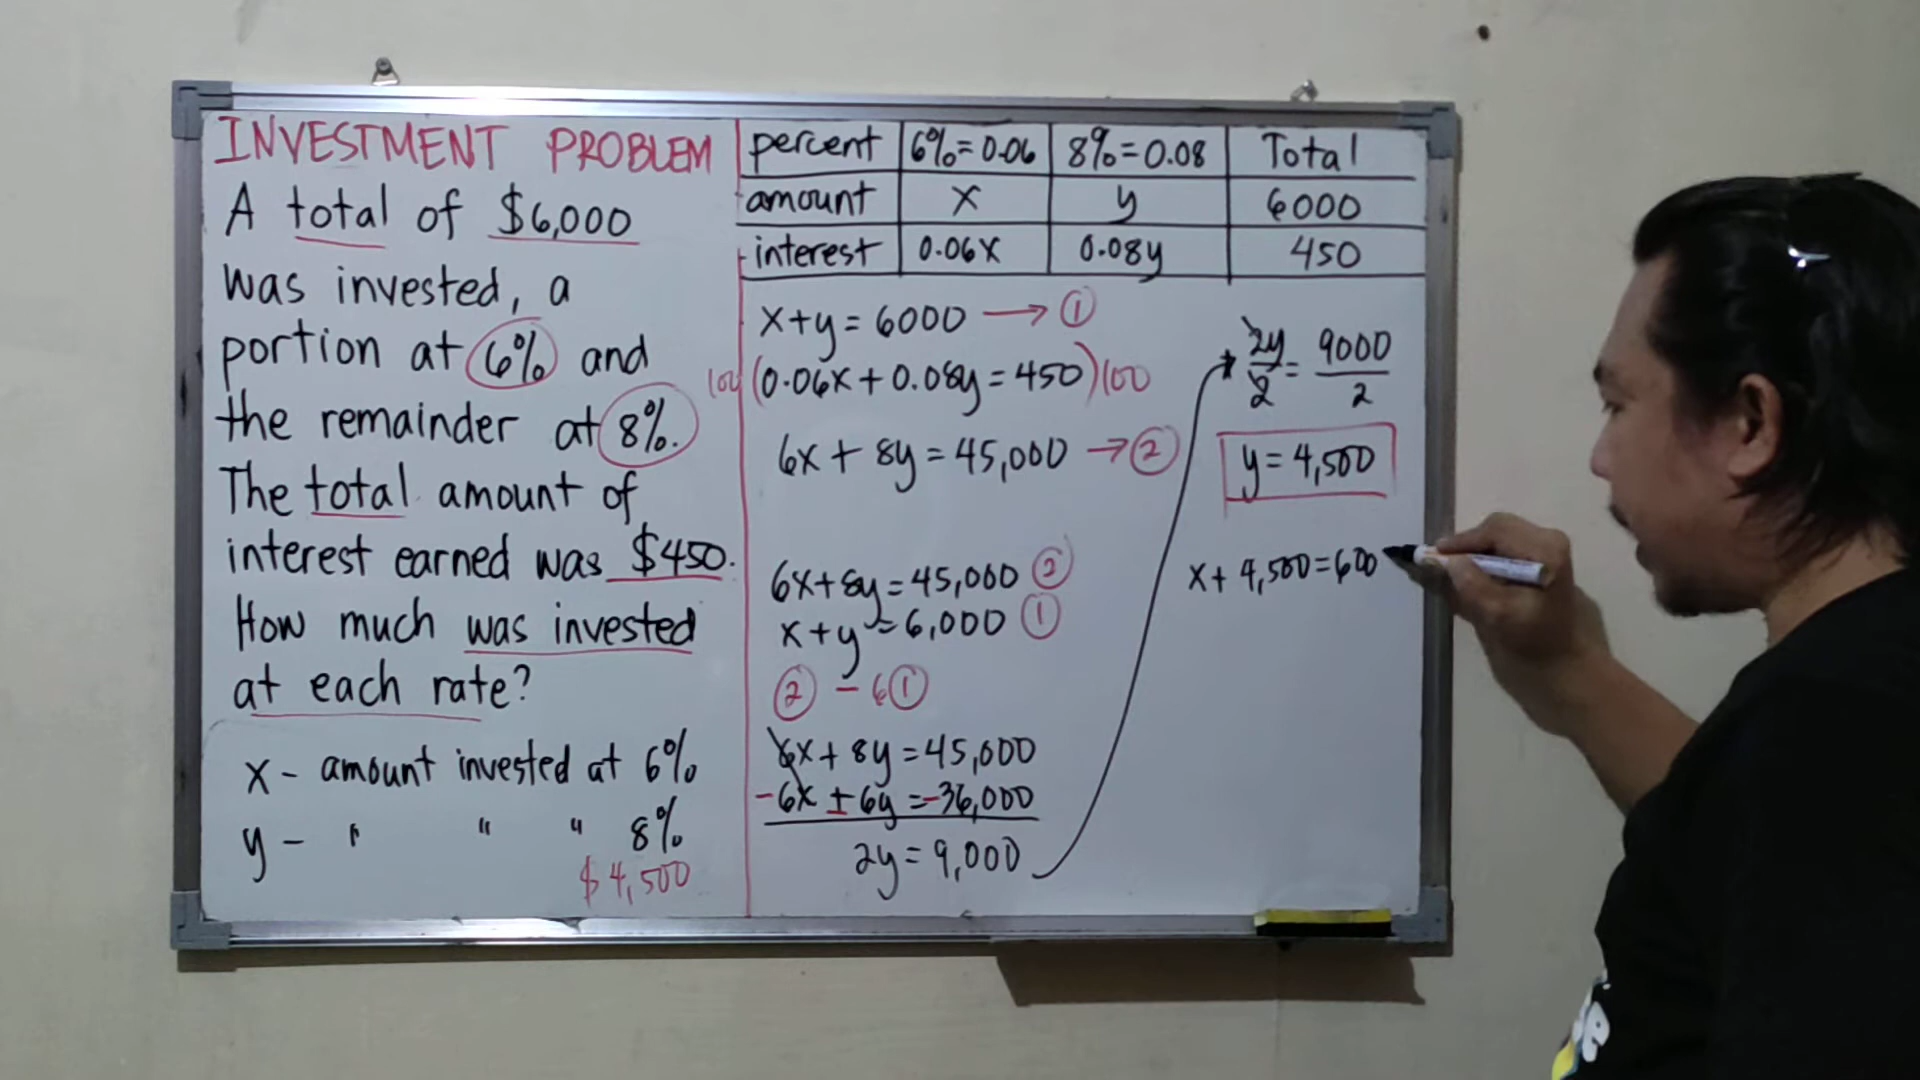 INVESTMENT PROBLEM
A total of $6,000
was invested, a
portion at 6% and
the remainder at 8%.
The total amount of
interest earned was $450.
How much was invested
at each rate?
x - amount invested at 6%
y - " " " 8%
$4,500
percent 6%=0.06 8%=0.08 Total
amount x y 6000
interest 0.06x 0.08y 450
x+y = 6000 → ①
100 (0.06x + 0.08y = 450) 100
6x + 8y = 45,000 → ②
6x+8y = 45,000 ②
x+y = 6,000 ①
② - 6①
6x + 8y = 45,000
-6x ± 6y = -36,000
2y = 9,000
2y/2 = 9000/2
y = 4,500
x + 4,500 = 600